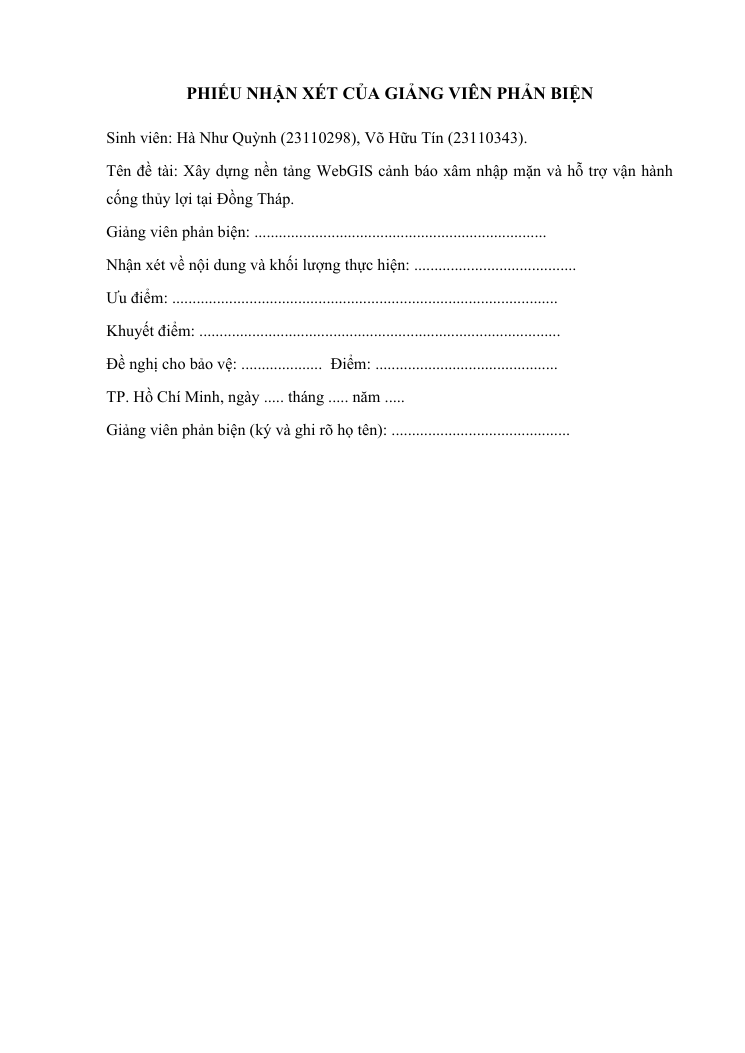 PHIẾU NHẬN XÉT CỦA GIẢNG VIÊN PHẢN BIỆN
Sinh viên: Hà Như Quỳnh (23110298), Võ Hữu Tín (23110343).
Tên đề tài: Xây dựng nền tảng WebGIS cảnh báo xâm nhập mặn và hỗ trợ vận hành
cống thủy lợi tại Đồng Tháp.
Giảng viên phản biện: ........................................................................
Nhận xét về nội dung và khối lượng thực hiện: ........................................
Ưu điểm: ...............................................................................................
Khuyết điểm: .........................................................................................
Đề nghị cho bảo vệ: .................... Điểm: .............................................
TP. Hồ Chí Minh, ngày ..... tháng ..... năm .....
Giảng viên phản biện (ký và ghi rõ họ tên): ............................................